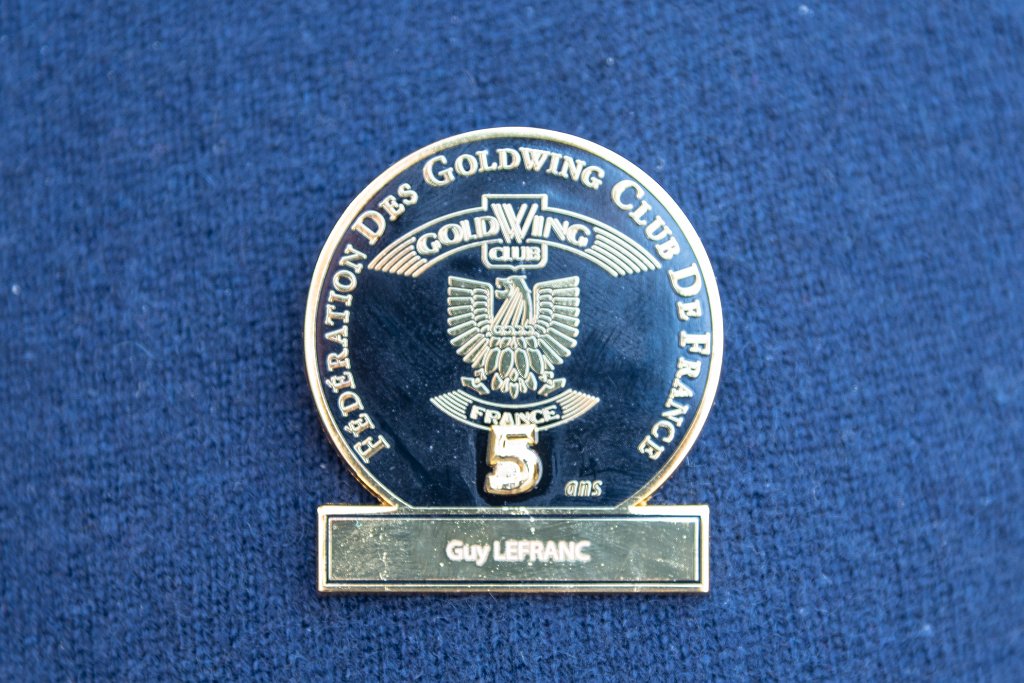 FÉDÉRATION DES GOLDWING CLUB DE FRANCE
GOLDWING
CLUB
FRANCE
5
ans
Guy LEFRANC